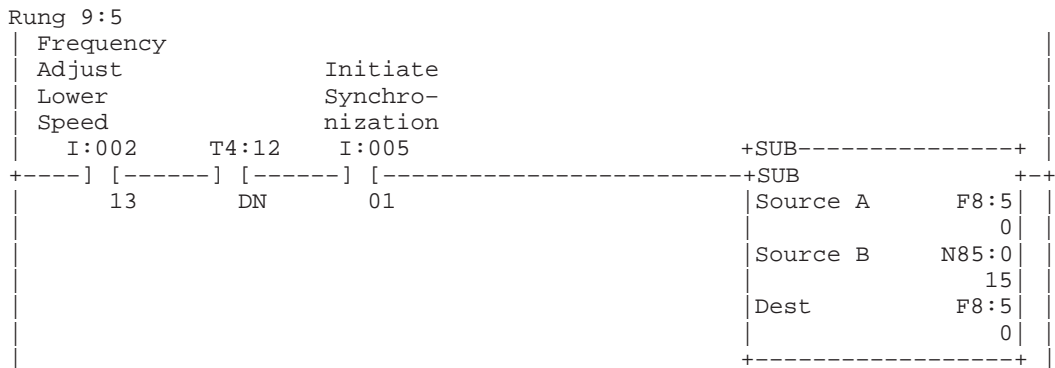 Rung 9:5
| Frequency |
| Adjust Initiate |
| Lower Synchro– |
| Speed nization |
| I:002 T4:12 I:005 +SUB–––––––––––––––+ |
+––––] [––––––] [––––––] [–––––––––––––––––––––––––+SUB +–+
| 13 DN 01 |Source A F8:5| |
| | 0| |
| |Source B N85:0| |
| | 15| |
| |Dest F8:5| |
| | 0| |
| +––––––––––––––––––+ |